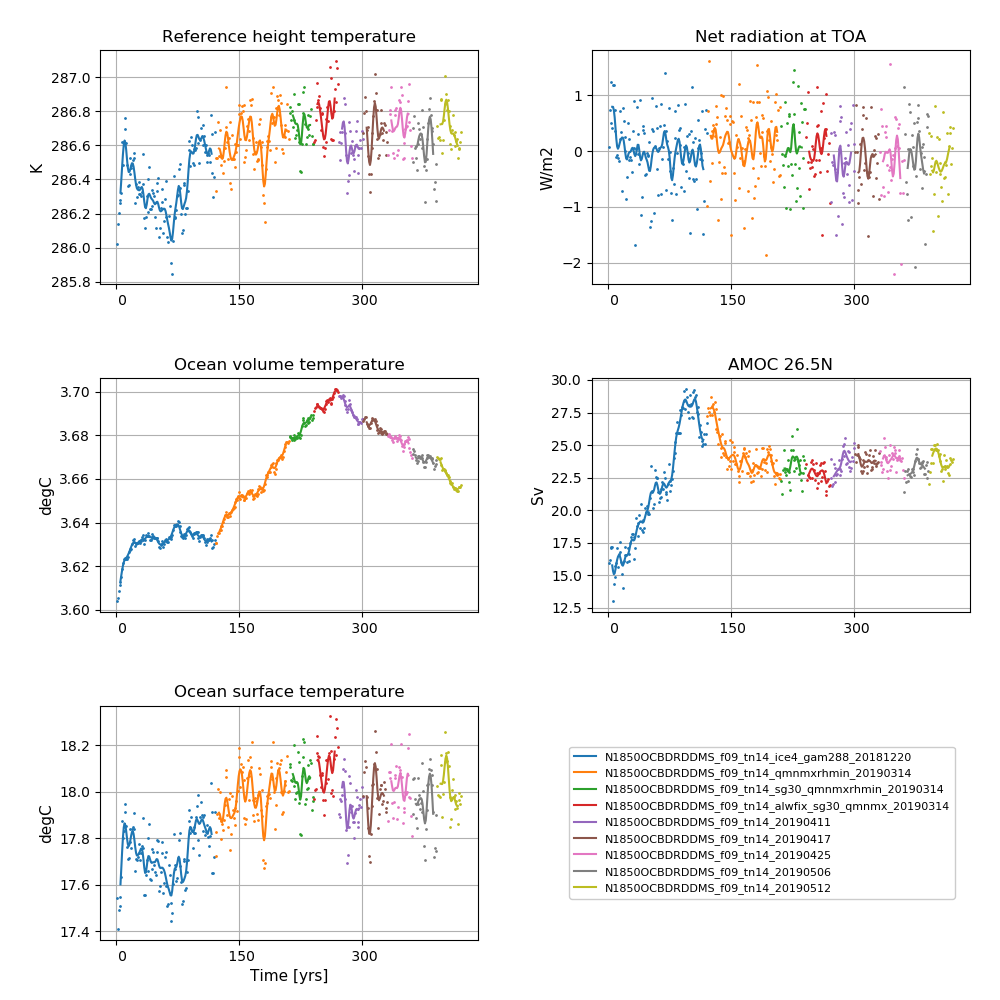 Reference height temperature
K
287.0
286.8
286.6
286.4
286.2
286.0
285.8
0 150 300
Net radiation at TOA
W/m2
1
0
−1
−2
0 150 300
Ocean volume temperature
degC
3.70
3.68
3.66
3.64
3.62
3.60
0 150 300
AMOC 26.5N
Sv
30.0
27.5
25.0
22.5
20.0
17.5
15.0
12.5
0 150 300
Ocean surface temperature
degC
18.2
18.0
17.8
17.6
17.4
0 150 300
Time [yrs]
N1850OCBDRDDMS_f09_tn14_ice4_gam288_20181220
N1850OCBDRDDMS_f09_tn14_qmnmxrhmin_20190314
N1850OCBDRDDMS_f09_tn14_sg30_qmnmxrhmin_20190314
N1850OCBDRDDMS_f09_tn14_alwfix_sg30_qmnmx_20190314
N1850OCBDRDDMS_f09_tn14_20190411
N1850OCBDRDDMS_f09_tn14_20190417
N1850OCBDRDDMS_f09_tn14_20190425
N1850OCBDRDDMS_f09_tn14_20190506
N1850OCBDRDDMS_f09_tn14_20190512